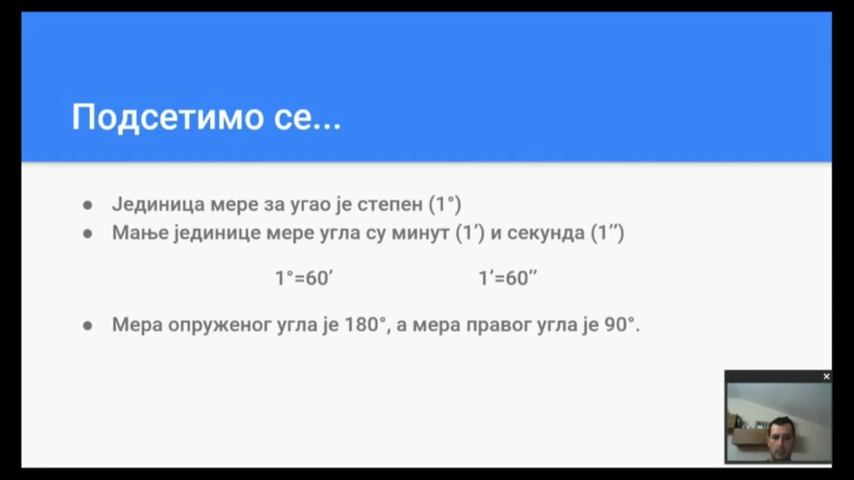 Подсетимо се...
● Јединица мере за угао је степен (1°)
● Мање јединице мере угла су минут (1’) и секунда (1’’)
1°=60’ 1’=60’’
● Мера опруженог угла је 180°, а мера правог угла је 90°.